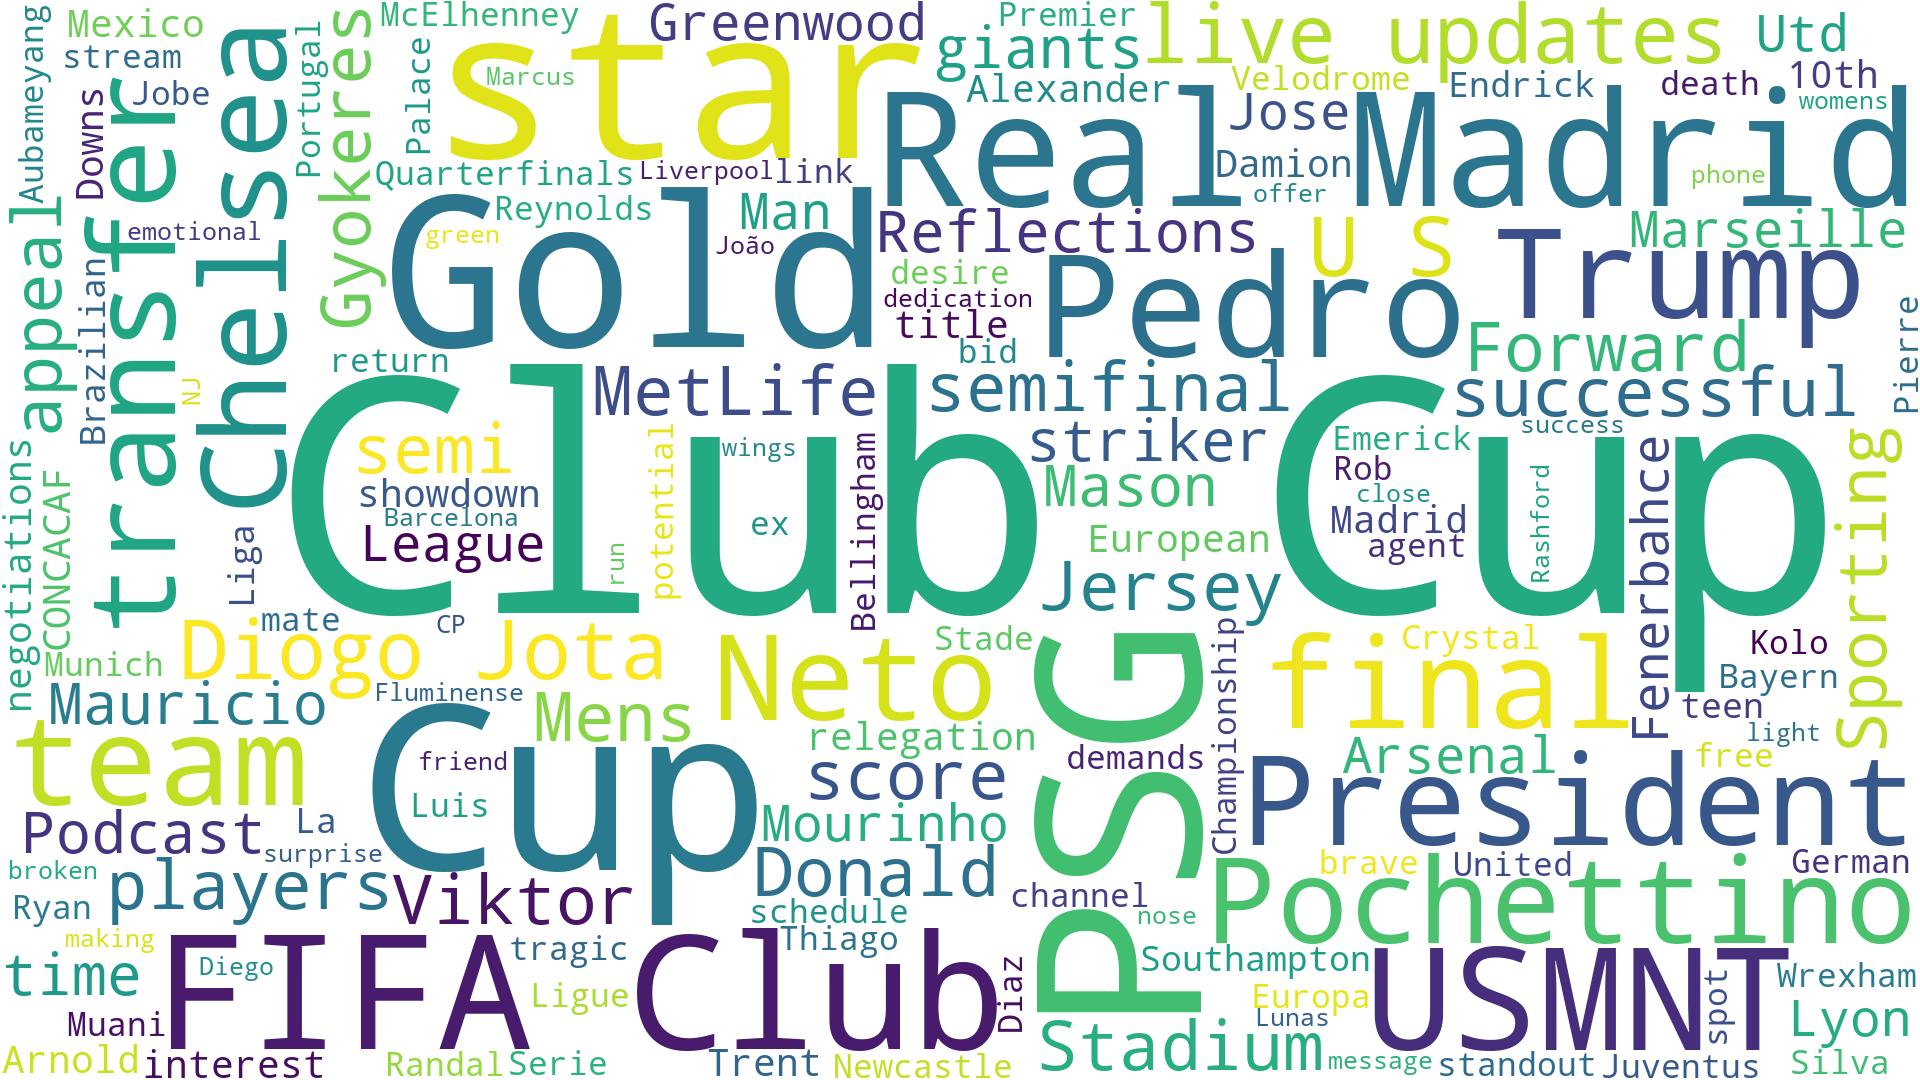 Aubameyang
Mexico
McElhenney
Greenwood
Premier
live updates
Utd
stream
star
giants
Jobe
Portugal
Gyokeres
Palace
Marcus
Alexander
Velodrome
Endrick
death
10th
womens
Downs
transfer
Chelsea
Real Madrid
Jose
Quarterfinals
Liverpool
link
Damion
offer
phone
appeal
emotional
Reynolds
Man
Reflections
U S
Marseille
green
João
Gold
Trump
Brazilian
desire
dedication
title
Pedro
Pierre
return
bid
Forward
NJ
MetLife
semifinal
successful
Club Cup
semi
wings
striker
Emerick
success
showdown
potential
Bellingham
Mason
Rob
close
Barcelona
ex
Madrid
Rashford
Fenerbahce
Sporting
League
European
agent
negotiations
CONCACAF
Liga
run
Jersey
mate
CP
Diogo Jota
Neto
Stade
PSG
Championship
final
Crystal
Kolo
Munich
Mauricio
Fluminense
Mens
Bayern
teen
team
Cup
relegation
light
friend
score
demands
Arsenal
free
Luis
President
Podcast
La
Mourinho
surprise
broken
players
Donald
brave
United
German
Viktor
channel
Pochettino
Ryan
schedule
nose
making
tragic
Thiago
time
Diego
FIFA Club
Diaz
Southampton
USMNT
spot
Wrexham
Ligue
Europa
Muani
Lunas
Lyon
Stadium
Arnold
interest
Randal
Serie
Trent
Newcastle
message
standout
Juventus
Silva